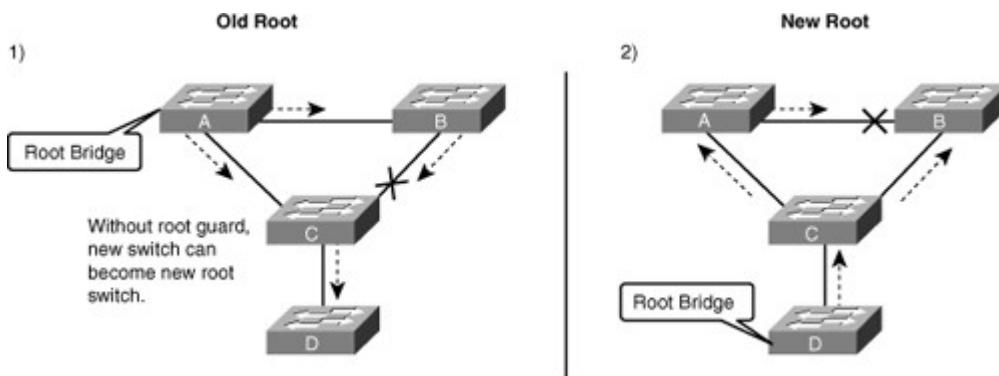 Old Root
New Root
1)
A
B
Root Bridge
C
Without root guard,
new switch can
become new root
switch.
D
2)
A
B
C
Root Bridge
D